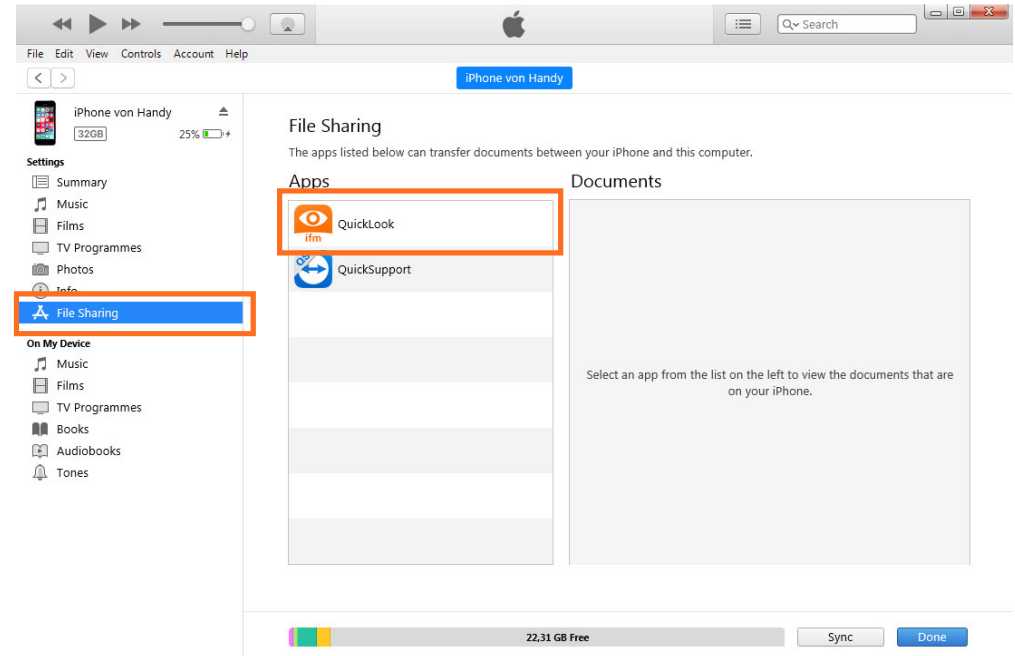 Search
File Edit View Controls Account Help
iPhone von Handy
iPhone von Handy
32GB 25%
Settings
Summary
Music
Films
TV Programmes
Photos
Info
File Sharing
On My Device
Music
Films
TV Programmes
Books
Audiobooks
Tones
File Sharing
The apps listed below can transfer documents between your iPhone and this computer.
Apps
ifm
QuickLook
QS
QuickSupport
Documents
Select an app from the list on the left to view the documents that are
on your iPhone.
22,31 GB Free
Sync
Done